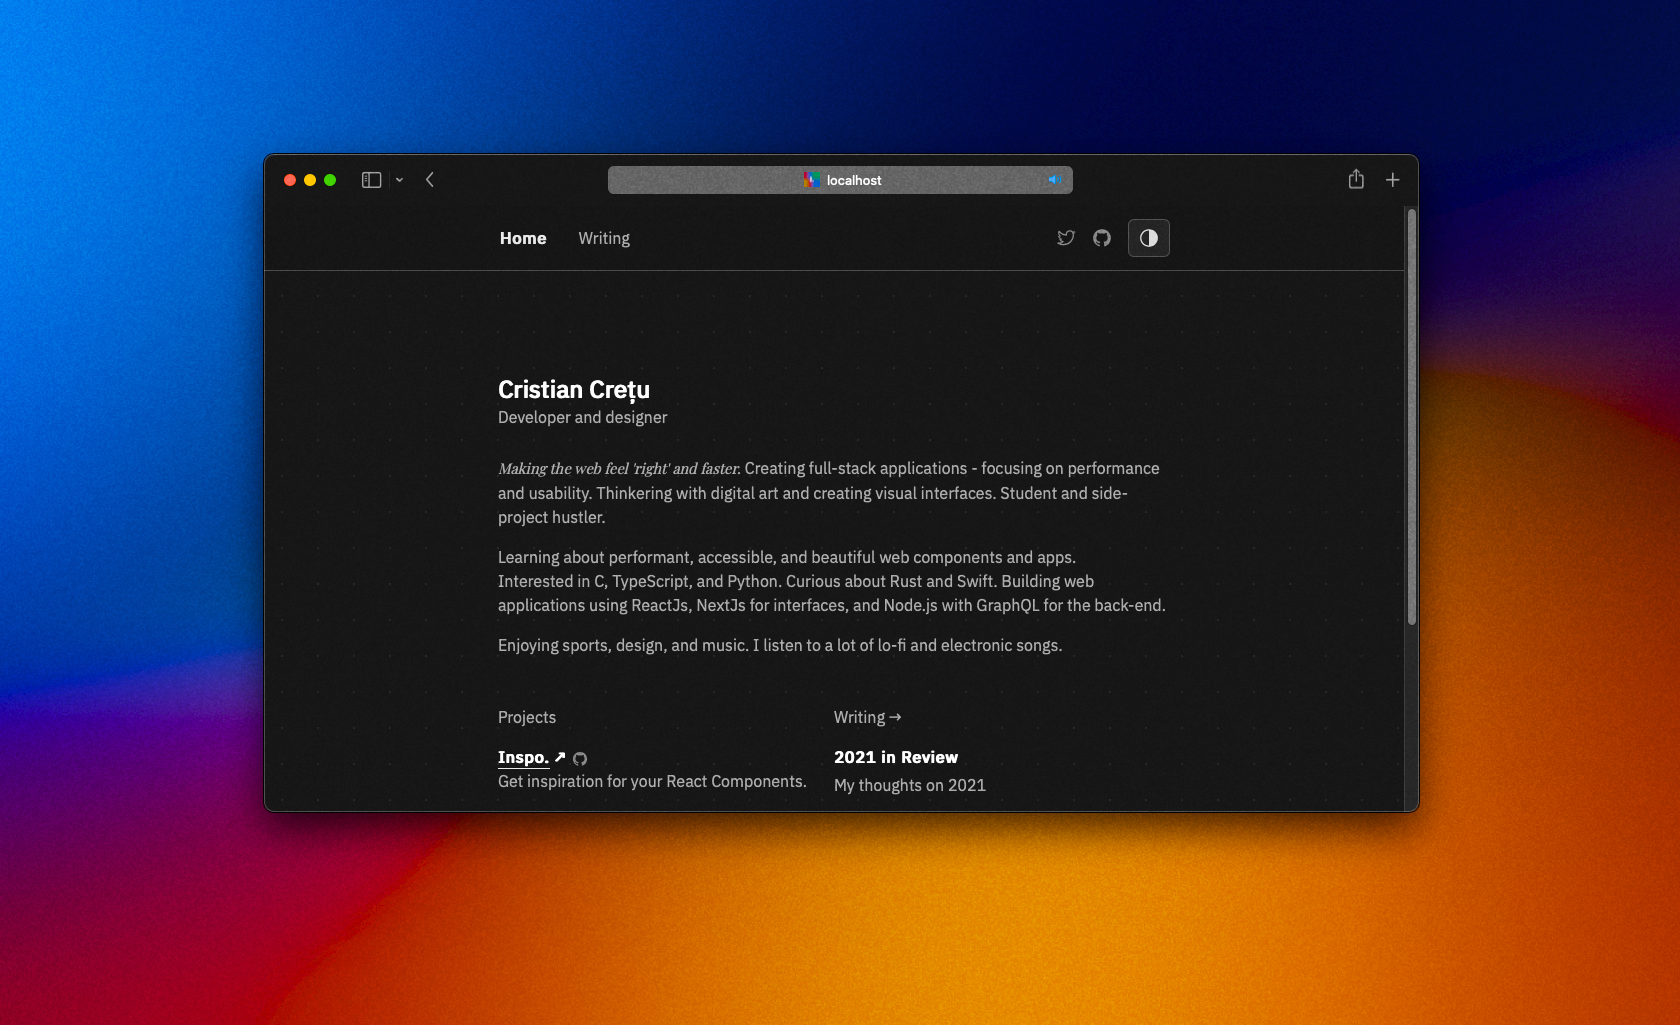 localhost
Home Writing
Cristian Crețu
Developer and designer
Making the web feel 'right' and faster. Creating full-stack applications - focusing on performance
and usability. Thinkering with digital art and creating visual interfaces. Student and side-
project hustler.
Learning about performant, accessible, and beautiful web components and apps.
Interested in C, TypeScript, and Python. Curious about Rust and Swift. Building web
applications using ReactJs, NextJs for interfaces, and Node.js with GraphQL for the back-end.
Enjoying sports, design, and music. I listen to a lot of lo-fi and electronic songs.
Projects
Inspo. ↗
Get inspiration for your React Components.
Writing →
2021 in Review
My thoughts on 2021